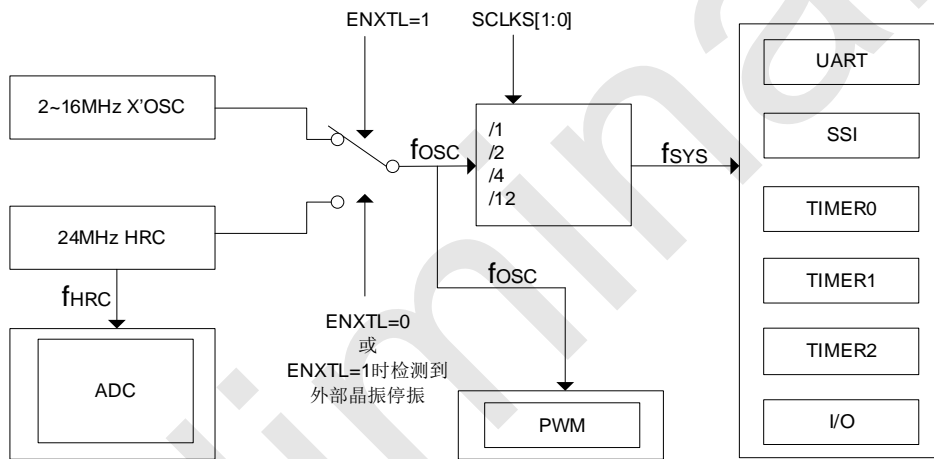 ENXTL=1
SCLKS[1:0]
2~16MHz X'OSC
24MHz HRC
fHRC
ADC
fOSC
/1
/2
/4
/12
fSYS
fOSC
ENXTL=0
或
ENXTL=1时检测到
外部晶振停振
PWM
UART
SSI
TIMER0
TIMER1
TIMER2
I/O